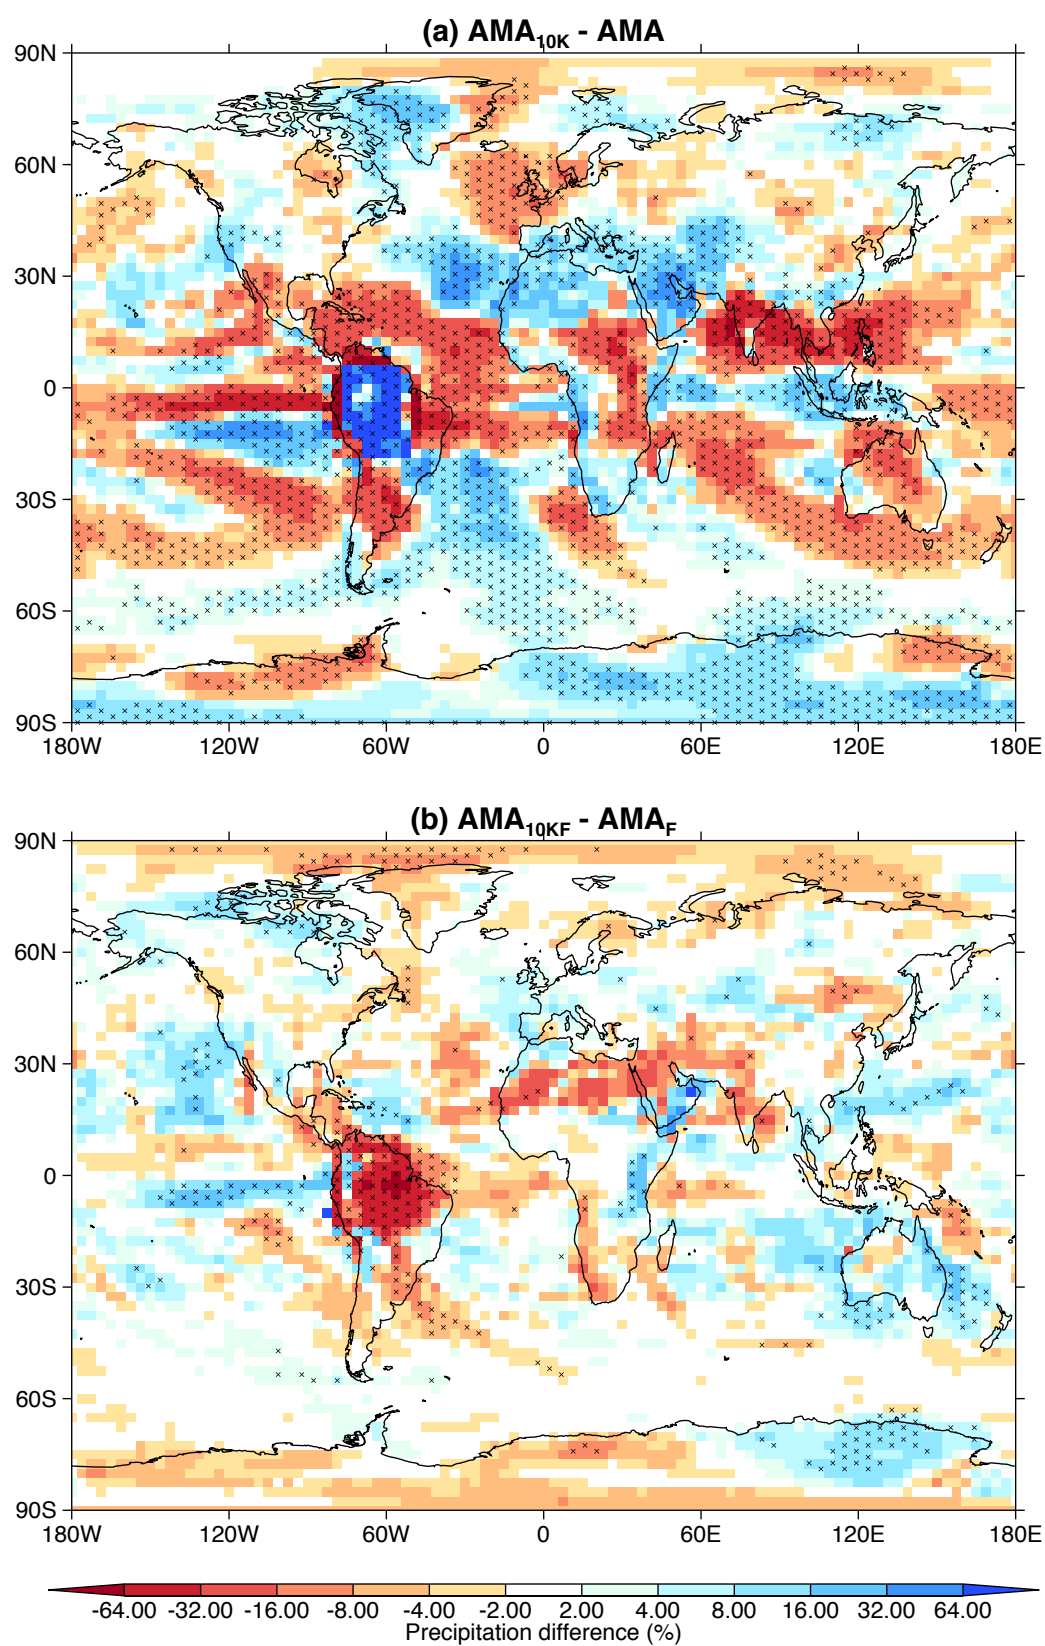 (a) AMA10K - AMA
90N
60N
30N
0
30S
60S
90S
180W 120W 60W 0 60E 120E 180E
(b) AMA10KF - AMAF
90N
60N
30N
0
30S
60S
90S
180W 120W 60W 0 60E 120E 180E
-64.00 -32.00 -16.00 -8.00 -4.00 -2.00 2.00 4.00 8.00 16.00 32.00 64.00
Precipitation difference (%)